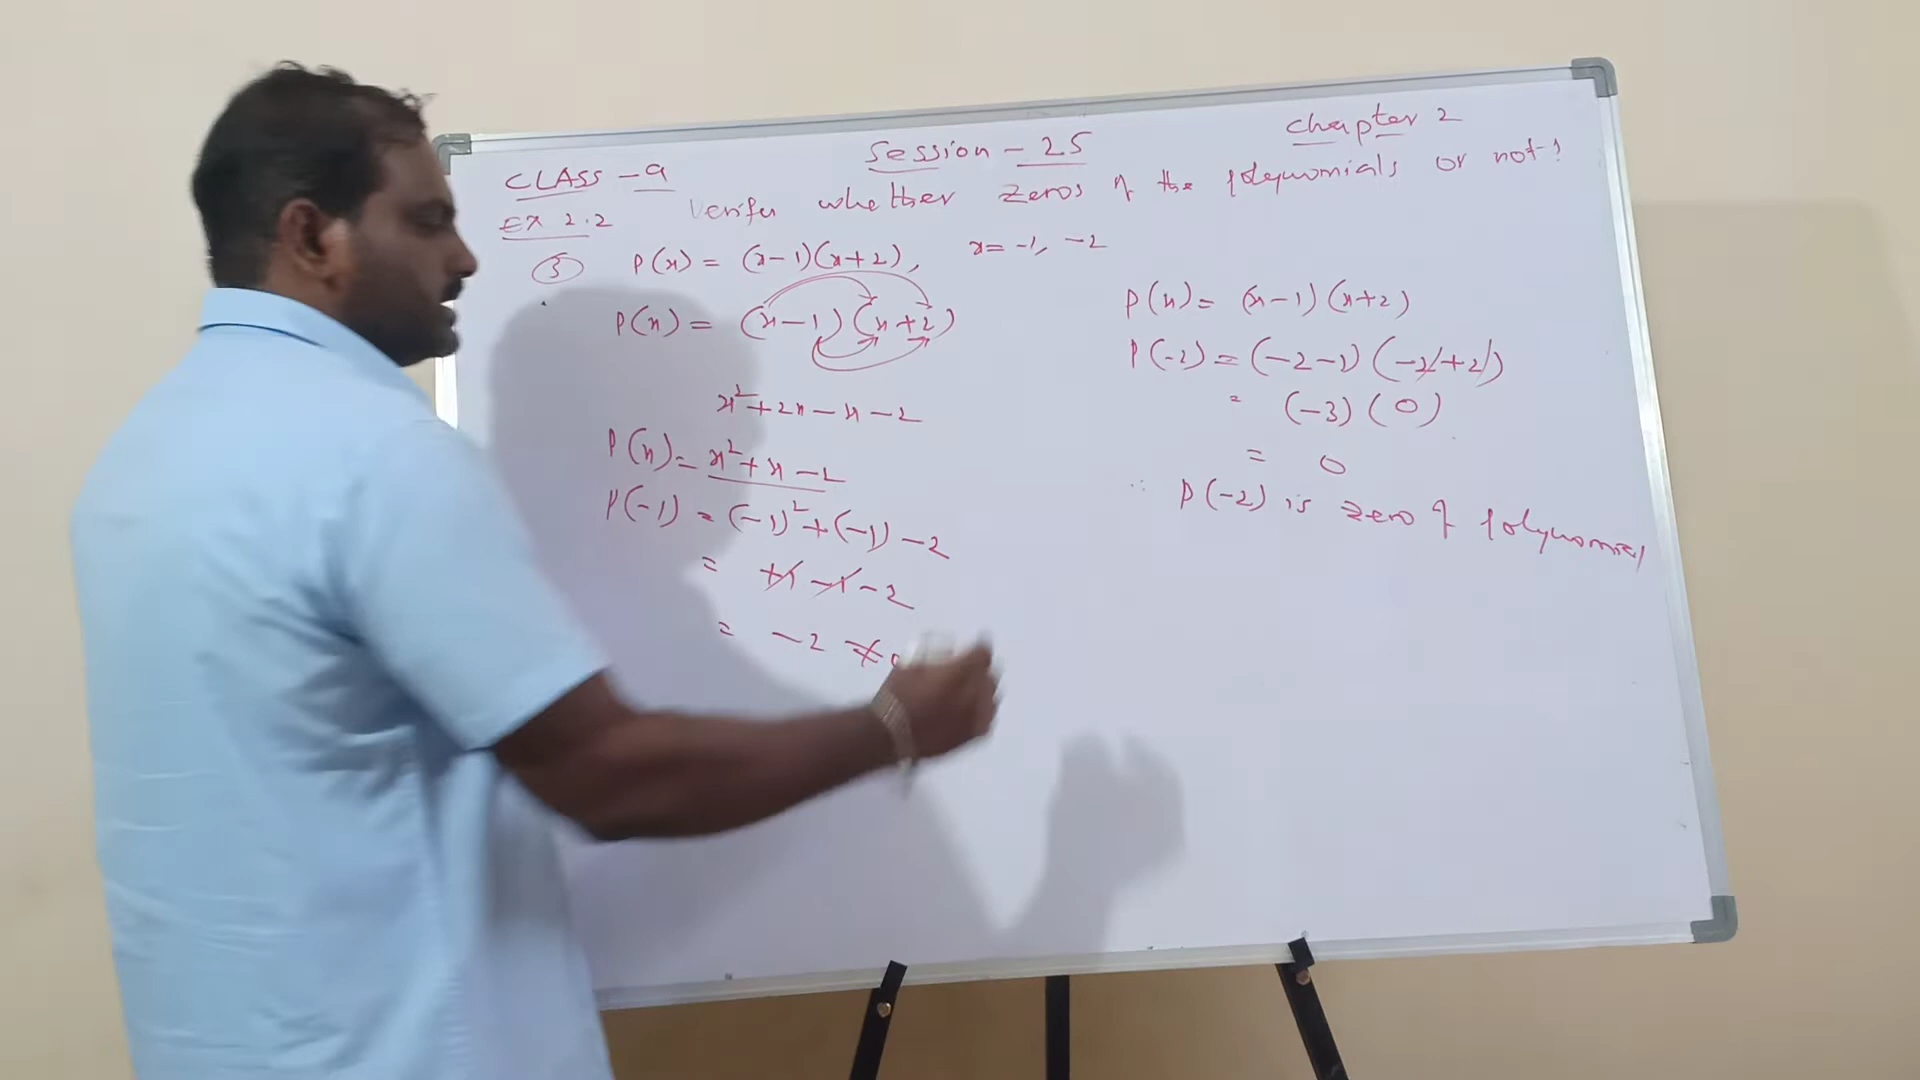 Session - 25
Chapter 2
CLASS - 9
Ex 2.2
Verify whether zeros of the polynomials or not?
③ P(x) = (x-1)(x+2), x = -1, -2
P(x) = (x-1)(x+2)
x²+2x-x-2
P(x) = x²+x-2
P(-1) = (-1)²+(-1)-2
= +1-1-2
= -2 ≠ 0
P(x) = (x-1)(x+2)
P(-2) = (-2-1)(-2+2)
= (-3)(0)
= 0
∴ P(-2) is zero of polynomial